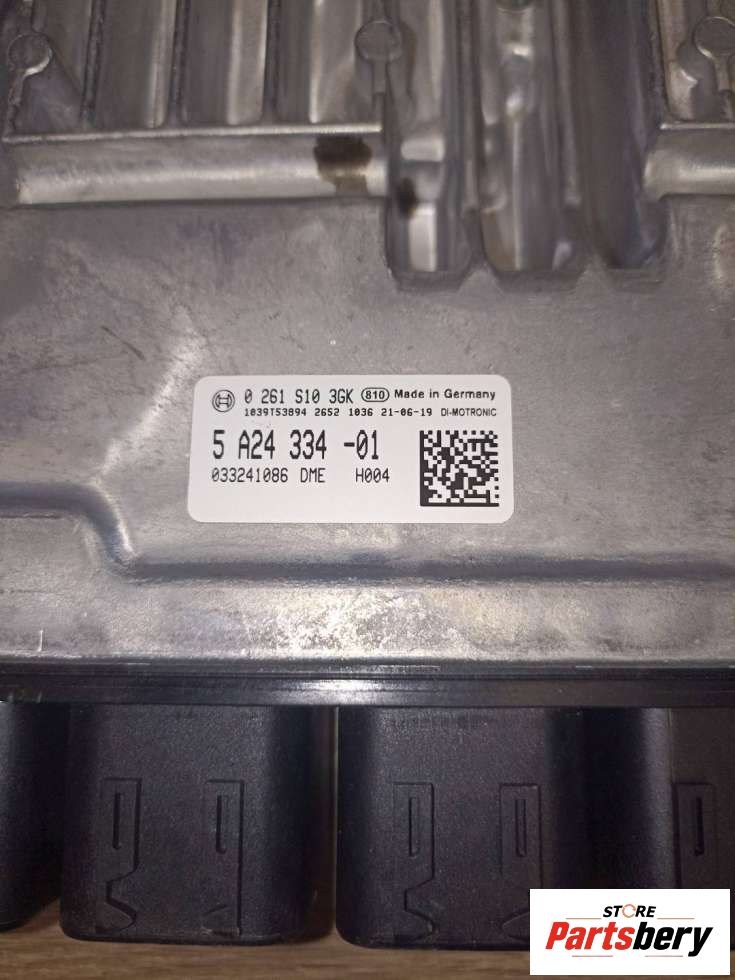 0 261 S10 3GK 810 Made in Germany
1039T53894 2652 1036 21-06-19 DI-MOTRONIC
5 A24 334 -01
033241086 DME H004
STORE
Partsbery